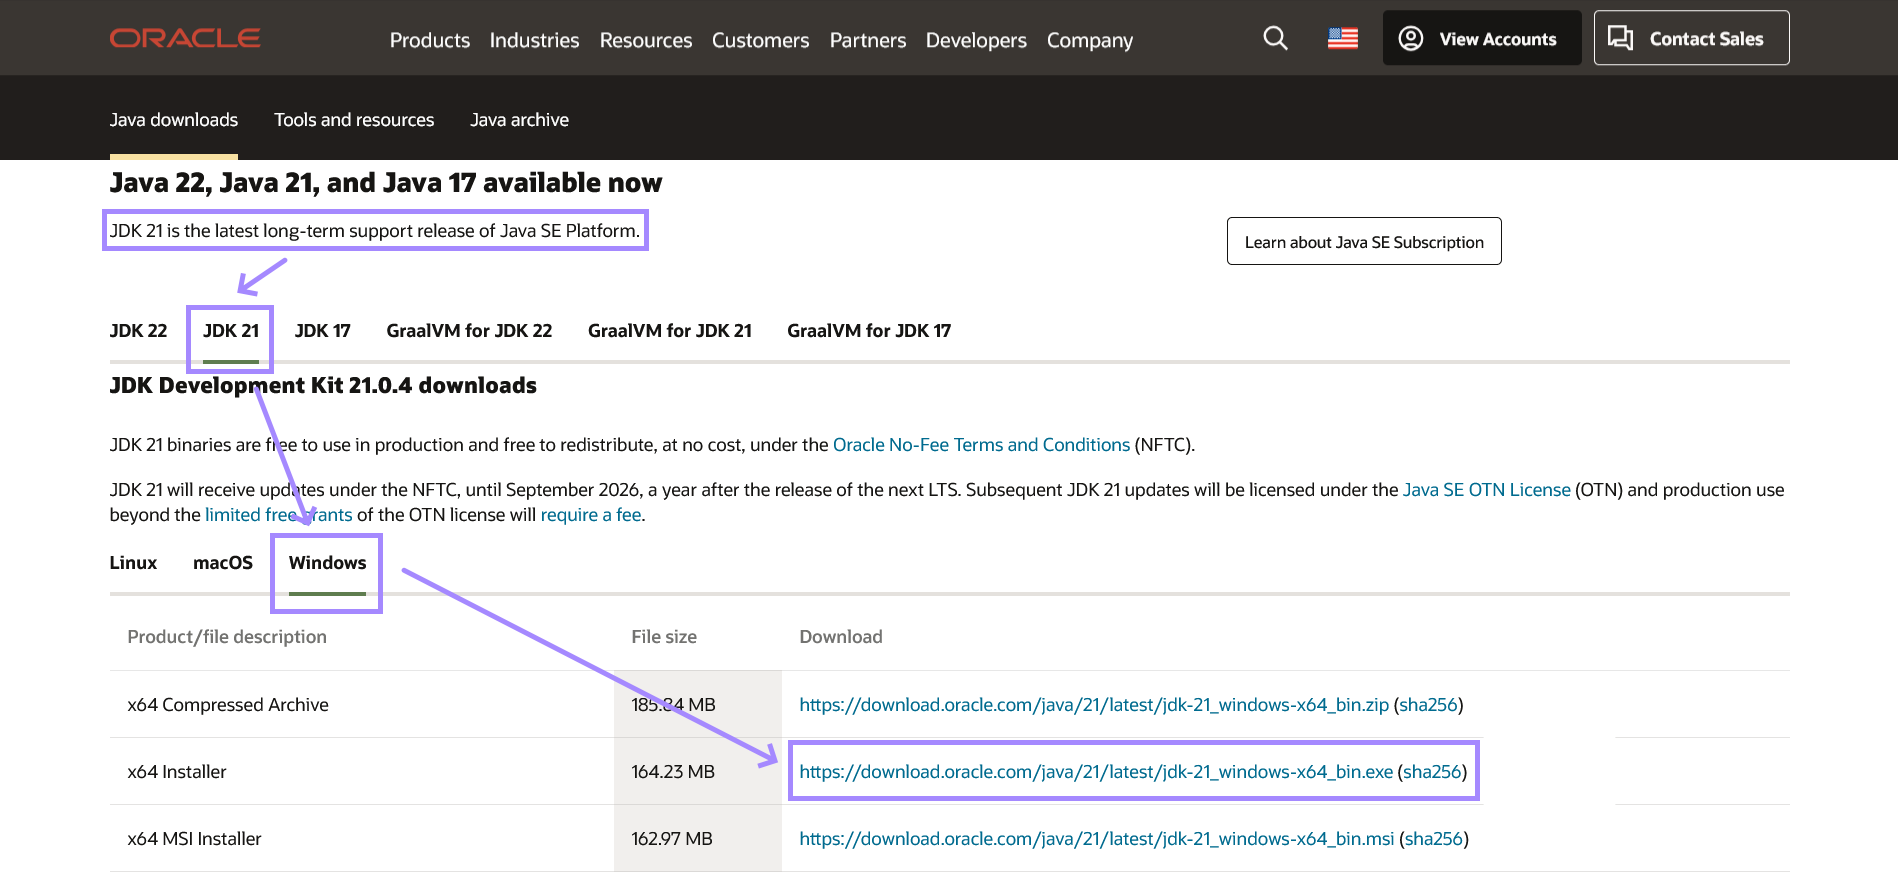 ORACLE
Products Industries Resources Customers Partners Developers Company
View Accounts
Contact Sales
Java downloads Tools and resources Java archive
Java 22, Java 21, and Java 17 available now
JDK 21 is the latest long-term support release of Java SE Platform.
Learn about Java SE Subscription
JDK 22 JDK 21 JDK 17 GraalVM for JDK 22 GraalVM for JDK 21 GraalVM for JDK 17
JDK Development Kit 21.0.4 downloads
JDK 21 binaries are free to use in production and free to redistribute, at no cost, under the Oracle No-Fee Terms and Conditions (NFTC).
JDK 21 will receive updates under the NFTC, until September 2026, a year after the release of the next LTS. Subsequent JDK 21 updates will be licensed under the Java SE OTN License (OTN) and production use
beyond the limited free grants of the OTN license will require a fee.
Linux macOS Windows
Product/file description File size Download
x64 Compressed Archive 185.84 MB https://download.oracle.com/java/21/latest/jdk-21_windows-x64_bin.zip (sha256)
x64 Installer 164.23 MB https://download.oracle.com/java/21/latest/jdk-21_windows-x64_bin.exe (sha256)
x64 MSI Installer 162.97 MB https://download.oracle.com/java/21/latest/jdk-21_windows-x64_bin.msi (sha256)